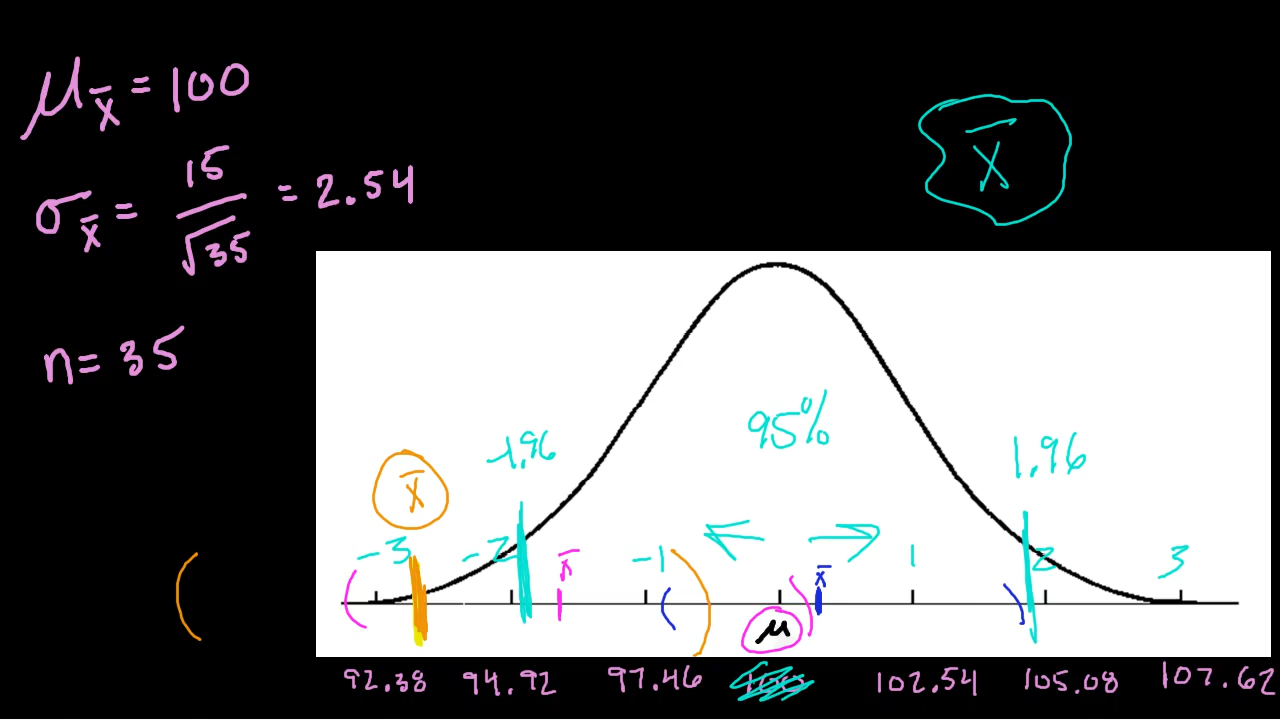 μx̄ = 100
σx̄ = 15/√35 = 2.54
n = 35
x̄
95%
-1.96
1.96
x̄
-3 -2 x̄ -1 x̄ 1 2 3
μ
92.38 94.92 97.46 100 102.54 105.08 107.62